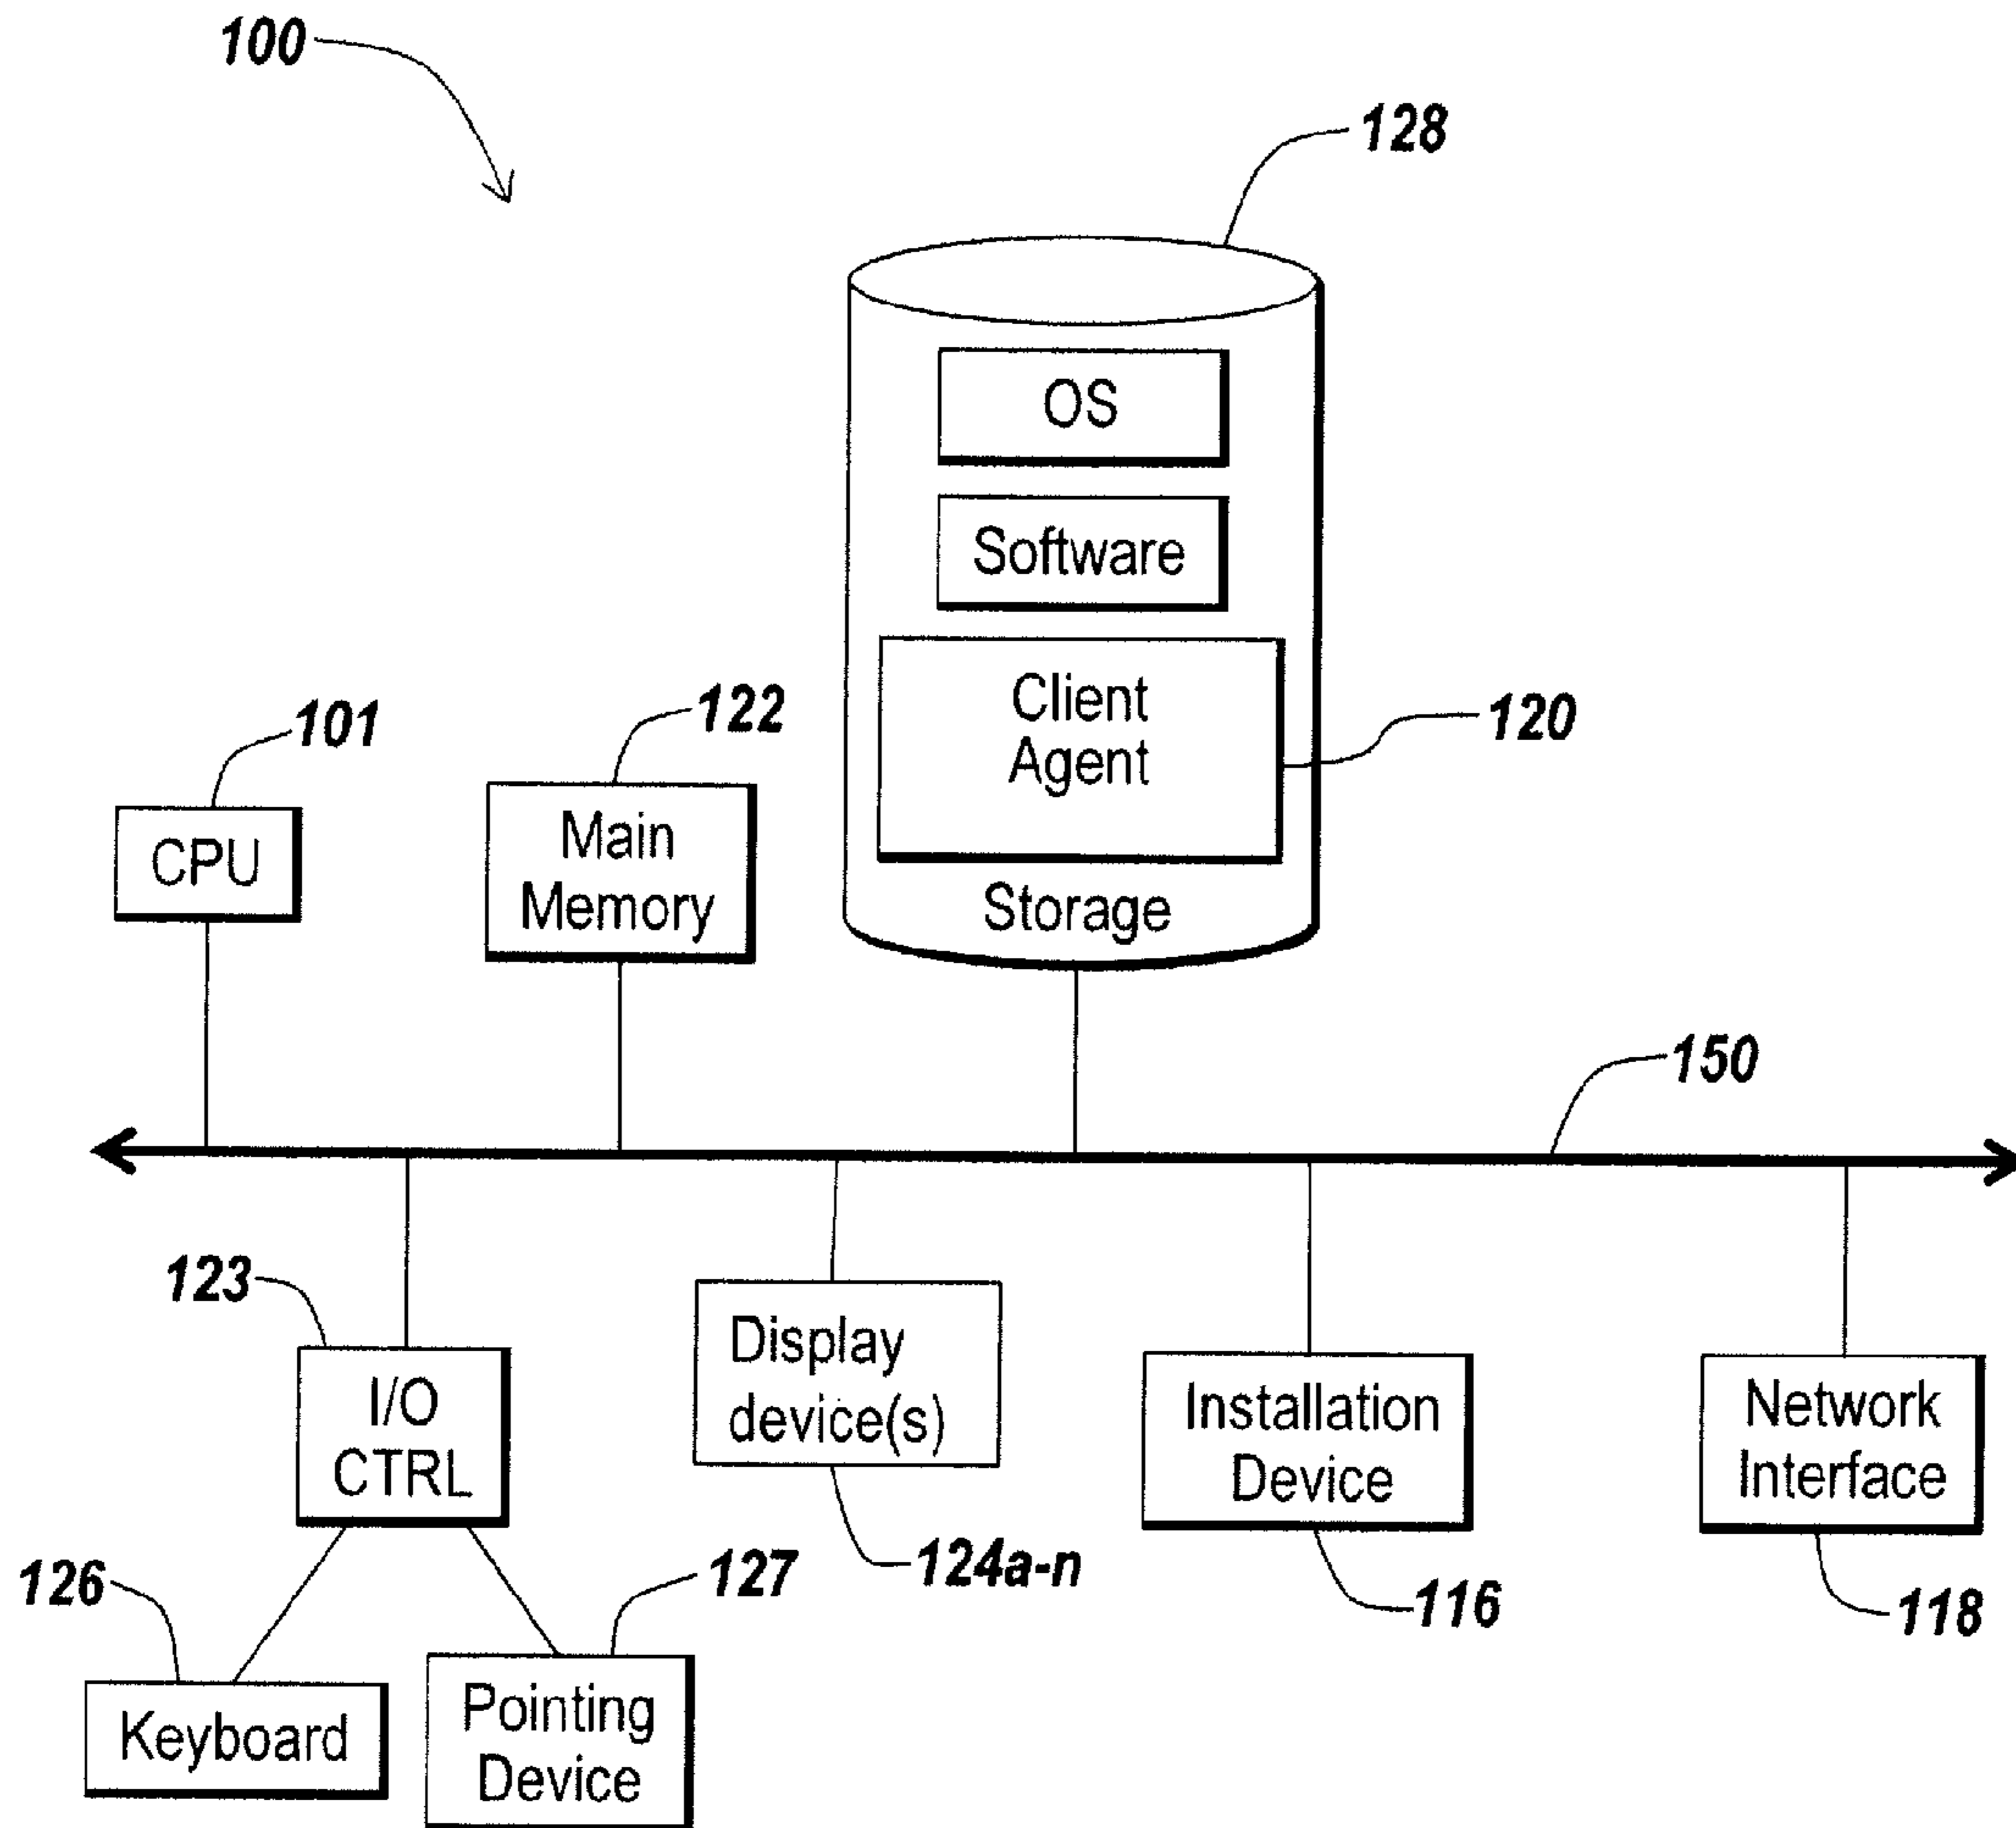 100
128
OS
Software
Client
Agent
120
Storage
101
CPU
122
Main
Memory
150
123
I/O
CTRL
126
Keyboard
127
Pointing
Device
Display
device(s)
124a-n
Installation
Device
116
Network
Interface
118